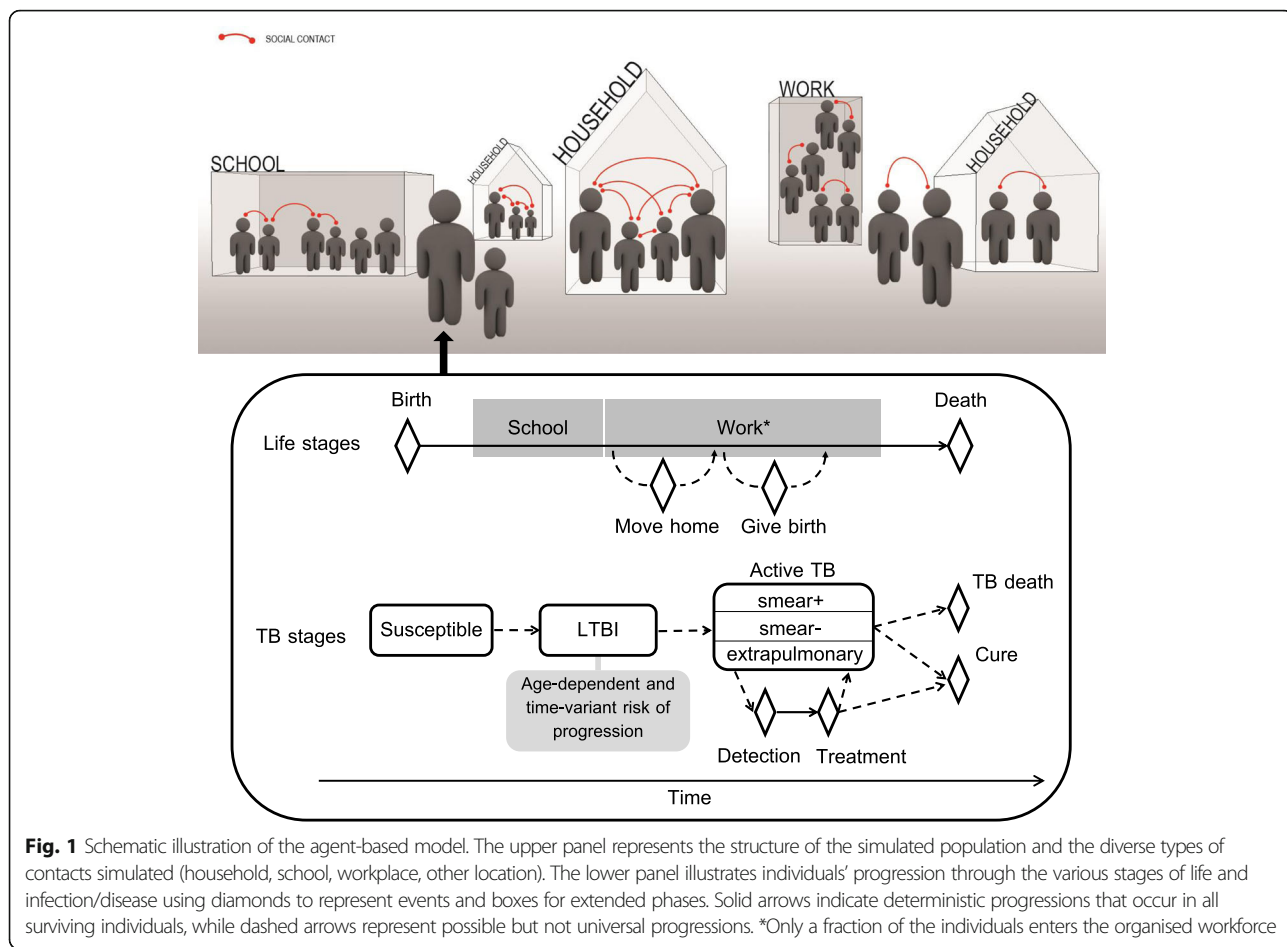 SOCIAL CONTACT
SCHOOL
HOUSEHOLD
HOUSEHOLD
WORK
HOUSEHOLD
Birth
Death
Life stages
School
Work*
Move home
Give birth
Active TB
TB stages
Susceptible
LTBI
smear+
smear-
extrapulmonary
TB death
Cure
Age-dependent and
time-variant risk of
progression
Detection
Treatment
Time
Fig. 1 Schematic illustration of the agent-based model. The upper panel represents the structure of the simulated population and the diverse types of
contacts simulated (household, school, workplace, other location). The lower panel illustrates individuals’ progression through the various stages of life and
infection/disease using diamonds to represent events and boxes for extended phases. Solid arrows indicate deterministic progressions that occur in all
surviving individuals, while dashed arrows represent possible but not universal progressions. *Only a fraction of the individuals enters the organised workforce